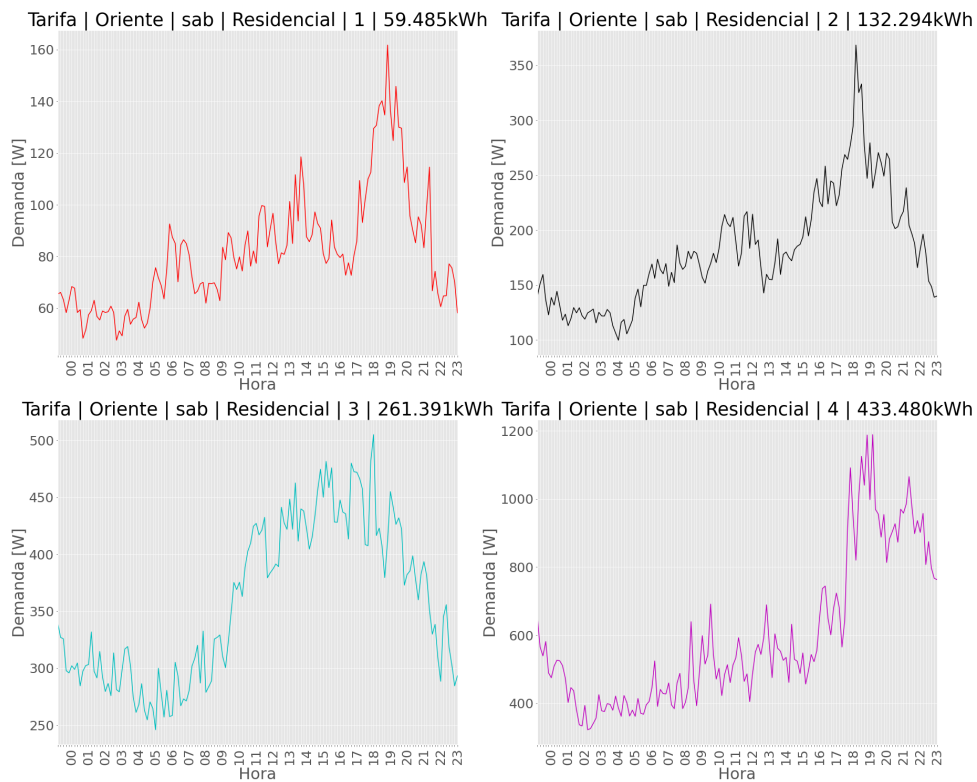 Tarifa | Oriente | sab | Residencial | 1 | 59.485kWh
160
140
120
100
80
60
Demanda [W]
00 01 02 03 04 05 06 07 08 09 10 11 12 13 14 15 16 17 18 19 20 21 22 23
Hora
Tarifa | Oriente | sab | Residencial | 2 | 132.294kWh
350
300
250
200
150
100
Demanda [W]
00 01 02 03 04 05 06 07 08 09 10 11 12 13 14 15 16 17 18 19 20 21 22 23
Hora
Tarifa | Oriente | sab | Residencial | 3 | 261.391kWh
500
450
400
350
300
250
Demanda [W]
00 01 02 03 04 05 06 07 08 09 10 11 12 13 14 15 16 17 18 19 20 21 22 23
Hora
Tarifa | Oriente | sab | Residencial | 4 | 433.480kWh
1200
1000
800
600
400
Demanda [W]
00 01 02 03 04 05 06 07 08 09 10 11 12 13 14 15 16 17 18 19 20 21 22 23
Hora